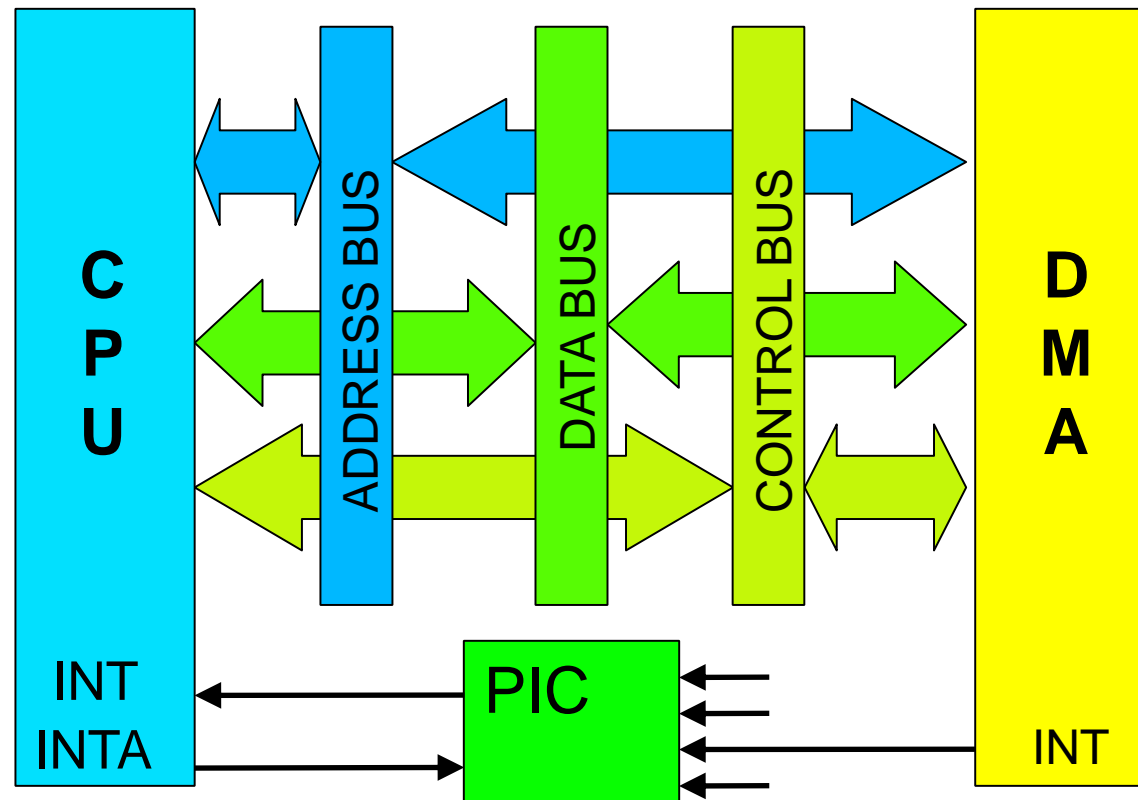 C
P
U
ADDRESS BUS
DATA BUS
CONTROL BUS
D
M
A
INT
INTA
PIC
INT